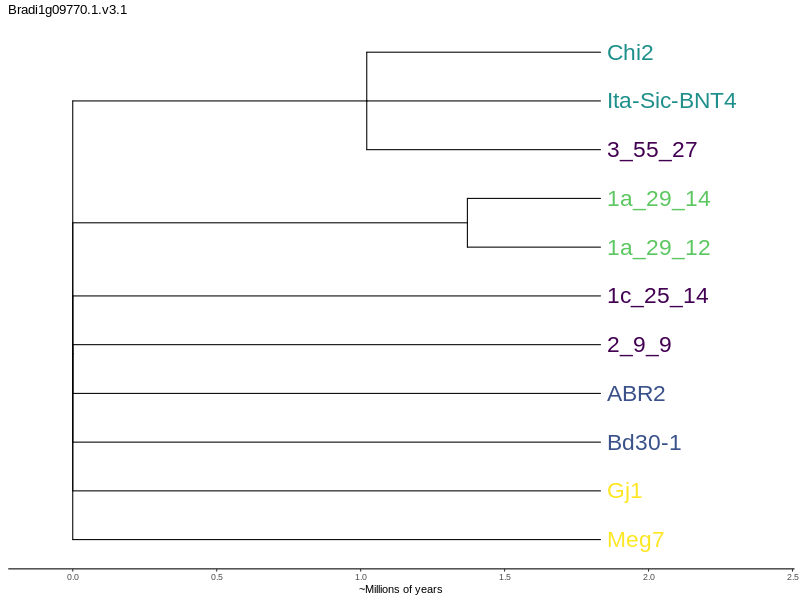 Bradi1g09770.1.v3.1
Chi2
Ita-Sic-BNT4
3_55_27
1a_29_14
1a_29_12
1c_25_14
2_9_9
ABR2
Bd30-1
Gj1
Meg7
0.0 0.5 1.0 1.5 2.0 2.5
~Millions of years